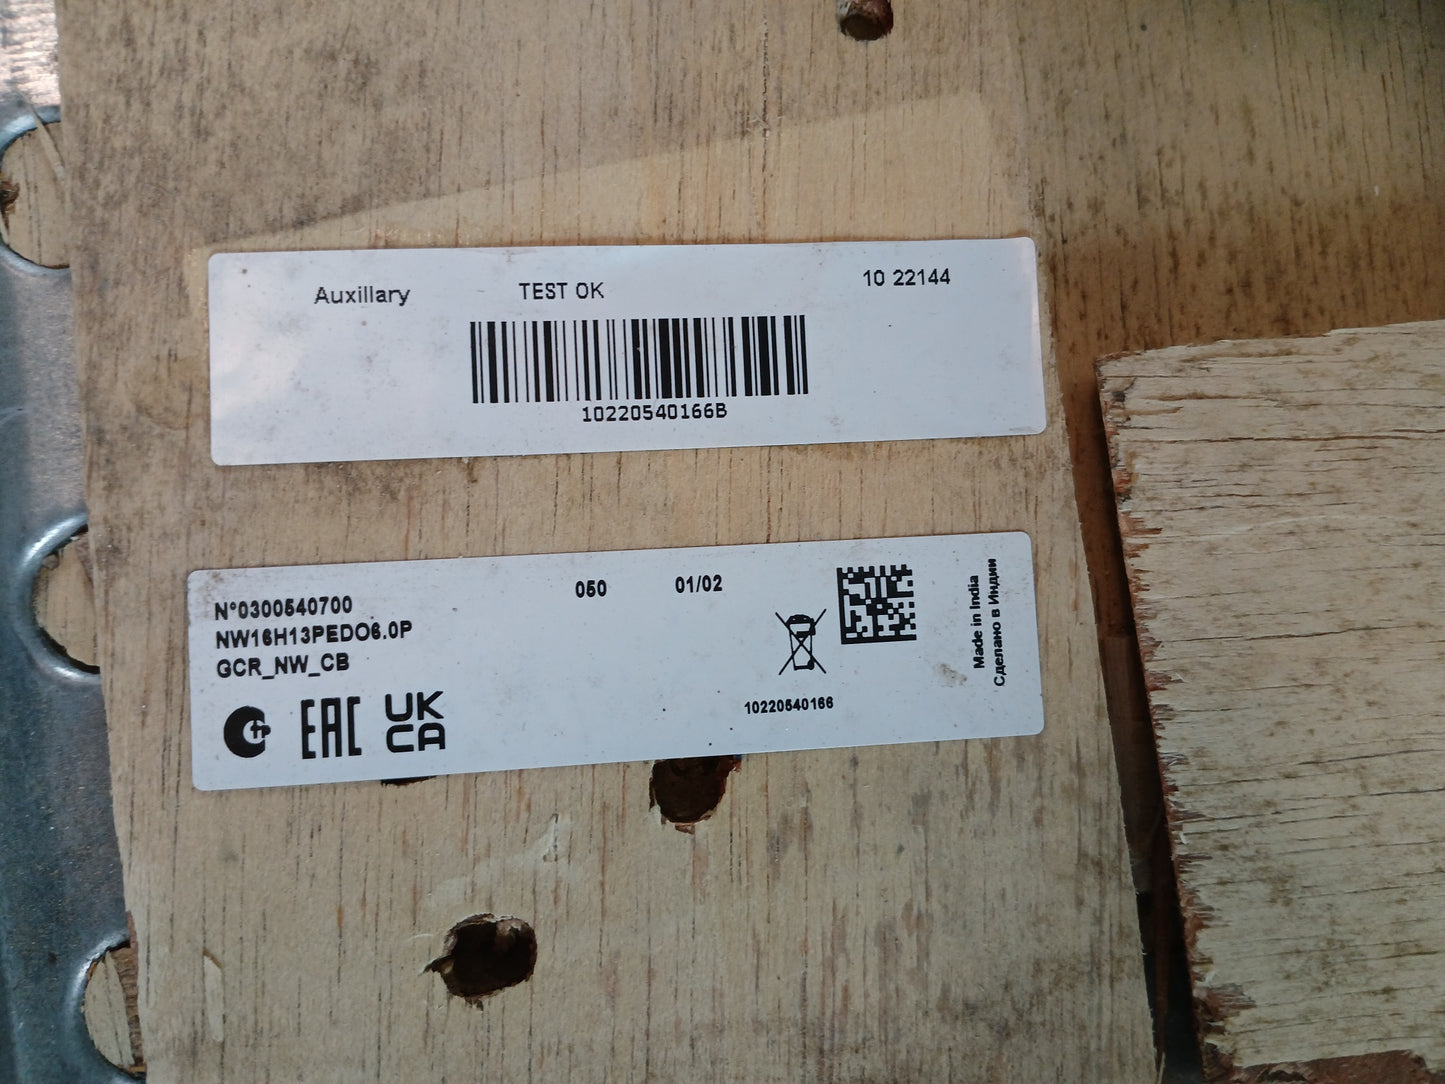 Auxillary TEST OK 10 22144
10220540166B
N°0300540700 050 01/02
NW16H13PEDO6.0P
GCR_NW_CB
EAC UK
CA
10220540166
Made in India
Сделано в Индии